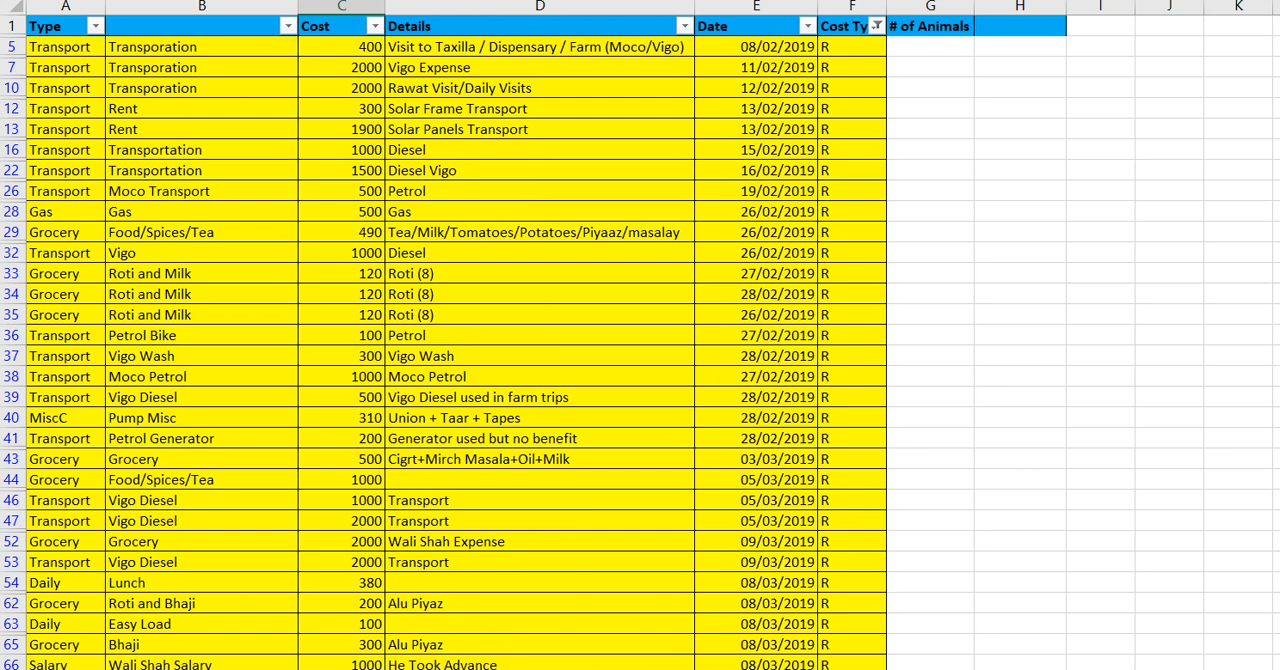 A B C D E F G H I J K
1 Type Cost Details Date Cost Ty # of Animals
5 Transport Transporation 400 Visit to Taxilla / Dispensary / Farm (Moco/Vigo) 08/02/2019 R
7 Transport Transporation 2000 Vigo Expense 11/02/2019 R
10 Transport Transporation 2000 Rawat Visit/Daily Visits 12/02/2019 R
12 Transport Rent 300 Solar Frame Transport 13/02/2019 R
13 Transport Rent 1900 Solar Panels Transport 13/02/2019 R
16 Transport Transportation 1000 Diesel 15/02/2019 R
22 Transport Transportation 1500 Diesel Vigo 16/02/2019 R
26 Transport Moco Transport 500 Petrol 19/02/2019 R
28 Gas Gas 500 Gas 26/02/2019 R
29 Grocery Food/Spices/Tea 490 Tea/Milk/Tomatoes/Potatoes/Piyaaz/masalay 26/02/2019 R
32 Transport Vigo 1000 Diesel 26/02/2019 R
33 Grocery Roti and Milk 120 Roti (8) 27/02/2019 R
34 Grocery Roti and Milk 120 Roti (8) 28/02/2019 R
35 Grocery Roti and Milk 120 Roti (8) 26/02/2019 R
36 Transport Petrol Bike 100 Petrol 27/02/2019 R
37 Transport Vigo Wash 300 Vigo Wash 28/02/2019 R
38 Transport Moco Petrol 1000 Moco Petrol 27/02/2019 R
39 Transport Vigo Diesel 500 Vigo Diesel used in farm trips 28/02/2019 R
40 MiscC Pump Misc 310 Union + Taar + Tapes 28/02/2019 R
41 Transport Petrol Generator 200 Generator used but no benefit 28/02/2019 R
43 Grocery Grocery 500 Cigrt+Mirch Masala+Oil+Milk 03/03/2019 R
44 Grocery Food/Spices/Tea 1000 05/03/2019 R
46 Transport Vigo Diesel 1000 Transport 05/03/2019 R
47 Transport Vigo Diesel 2000 Transport 05/03/2019 R
52 Grocery Grocery 2000 Wali Shah Expense 09/03/2019 R
53 Transport Vigo Diesel 2000 Transport 09/03/2019 R
54 Daily Lunch 380 08/03/2019 R
62 Grocery Roti and Bhaji 200 Alu Piyaz 08/03/2019 R
63 Daily Easy Load 100 08/03/2019 R
65 Grocery Bhaji 300 Alu Piyaz 08/03/2019 R
66 Salary Wali Shah Salary 1000 He Took Advance 08/03/2019 R